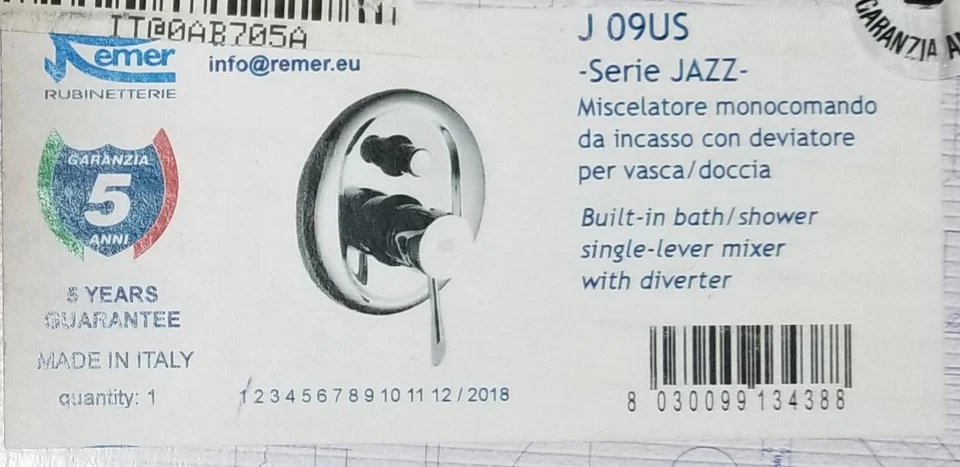 IT@0AB705A
Remer
RUBINETTERIE
info@remer.eu
GARANZIA
5
ANNI
5 YEARS
GUARANTEE
MADE IN ITALY
quantity: 1
1 2 3 4 5 6 7 8 9 10 11 12 / 2018
J 09US
-Serie JAZZ-
Miscelatore monocomando
da incasso con deviatore
per vasca/doccia
Built-in bath/shower
single-lever mixer
with diverter
8 030099 134388
GARANZIA